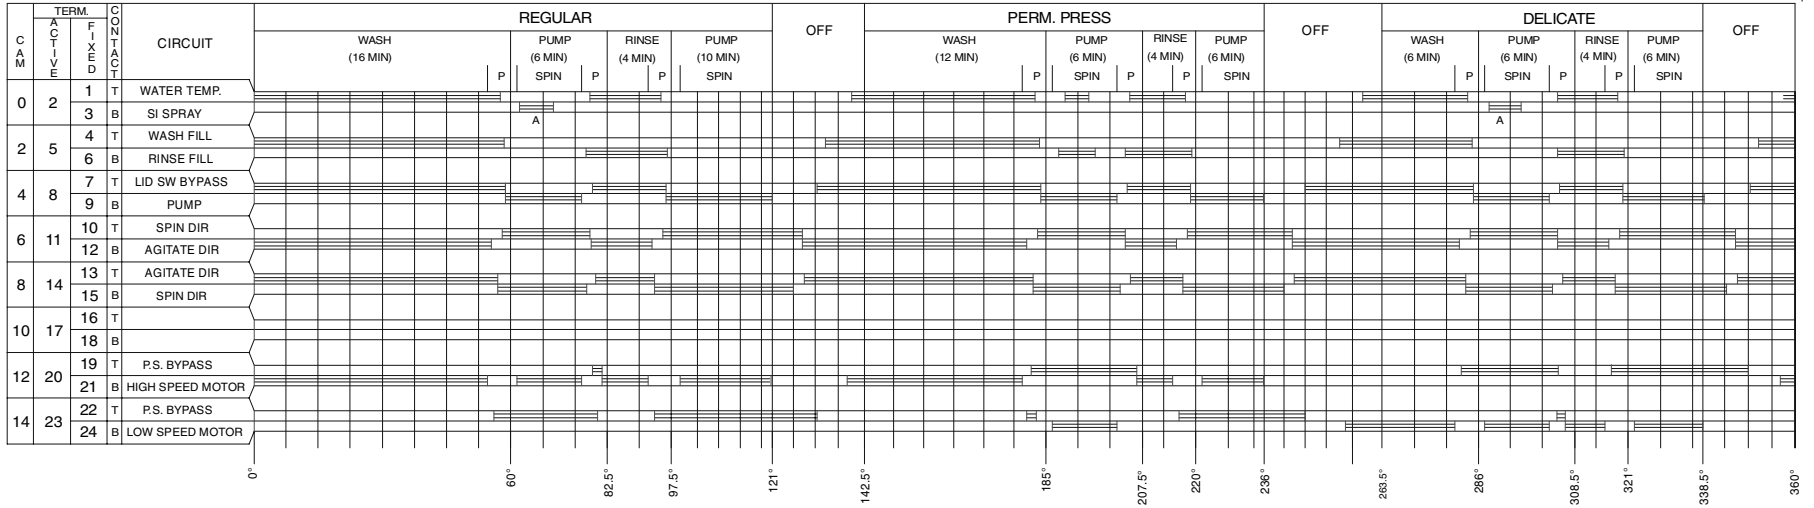 CAM
TERM.
ACTIVE
FIXED
CONTACT
CIRCUIT
REGULAR
OFF
PERM. PRESS
OFF
DELICATE
OFF
WASH (16 MIN)
P
PUMP (6 MIN)
SPIN
P
RINSE (4 MIN)
P
PUMP (10 MIN)
SPIN
WASH (12 MIN)
P
PUMP (6 MIN)
SPIN
P
RINSE (4 MIN)
P
PUMP (6 MIN)
SPIN
WASH (6 MIN)
P
PUMP (6 MIN)
SPIN
P
RINSE (4 MIN)
P
PUMP (6 MIN)
SPIN
0 2 1 T WATER TEMP.
3 B SI SPRAY
A
A
2 5 4 T WASH FILL
6 B RINSE FILL
4 8 7 T LID SW BYPASS
9 B PUMP
6 11 10 T SPIN DIR
12 B AGITATE DIR
8 14 13 T AGITATE DIR
15 B SPIN DIR
10 17 16 T
18 B
12 20 19 T P.S. BYPASS
21 B HIGH SPEED MOTOR
14 23 22 T P.S. BYPASS
24 B LOW SPEED MOTOR
0° 60° 82.5° 97.5° 121° 142.5° 185° 207.5° 220° 236° 263.5° 286° 308.5° 321° 338.5° 360°